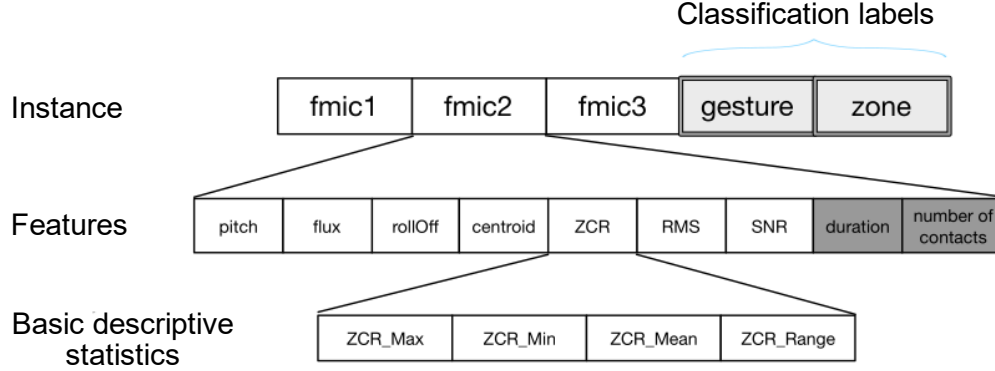 Classification labels
Instance fmic1 fmic2 fmic3 gesture zone
Features pitch flux rollOff centroid ZCR RMS SNR duration number of
contacts
Basic descriptive
statistics
ZCR_Max ZCR_Min ZCR_Mean ZCR_Range